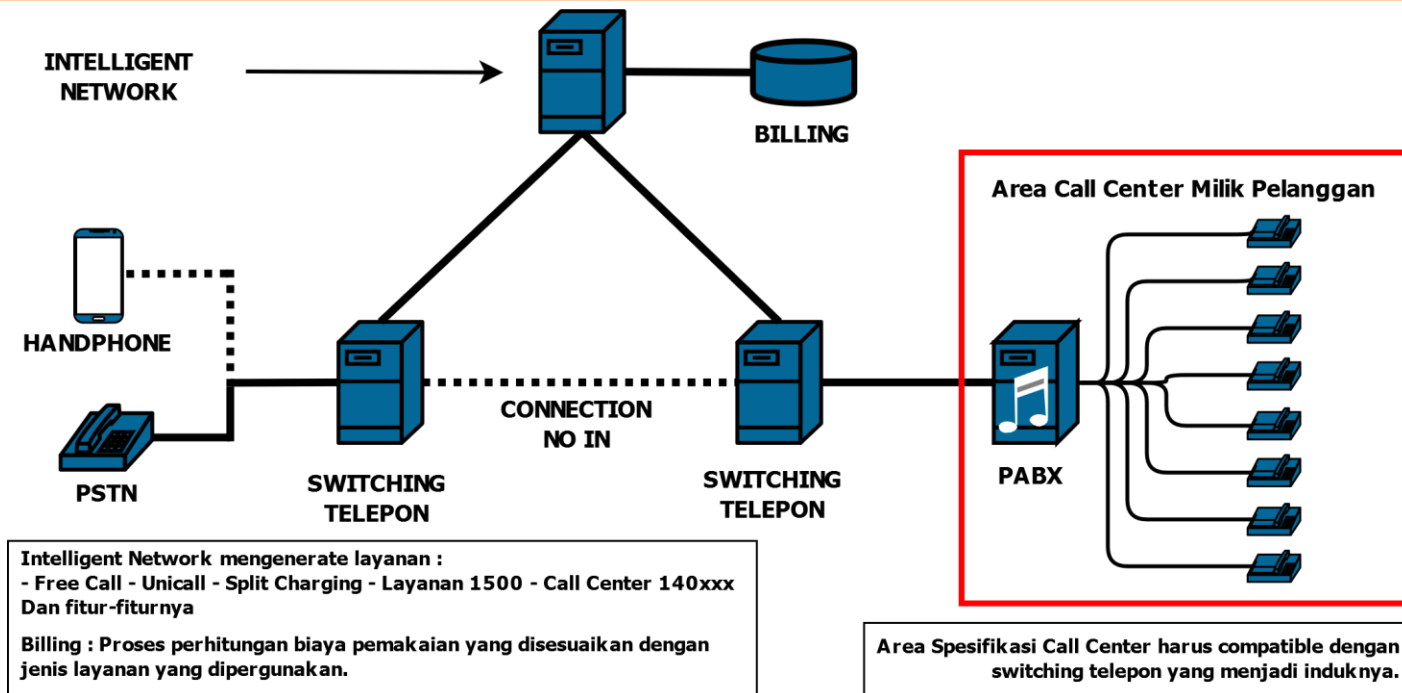 INTELLIGENT
NETWORK
BILLING
Area Call Center Milik Pelanggan
HANDPHONE
CONNECTION
NO IN
PSTN
SWITCHING
TELEPON
SWITCHING
TELEPON
PABX
Intelligent Network mengenerate layanan :
- Free Call - Unicall - Split Charging - Layanan 1500 - Call Center 140xxx
Dan fitur-fiturnya
Billing : Proses perhitungan biaya pemakaian yang disesuaikan dengan
jenis layanan yang dipergunakan.
Area Spesifikasi Call Center harus compatible dengan
switching telepon yang menjadi induknya.